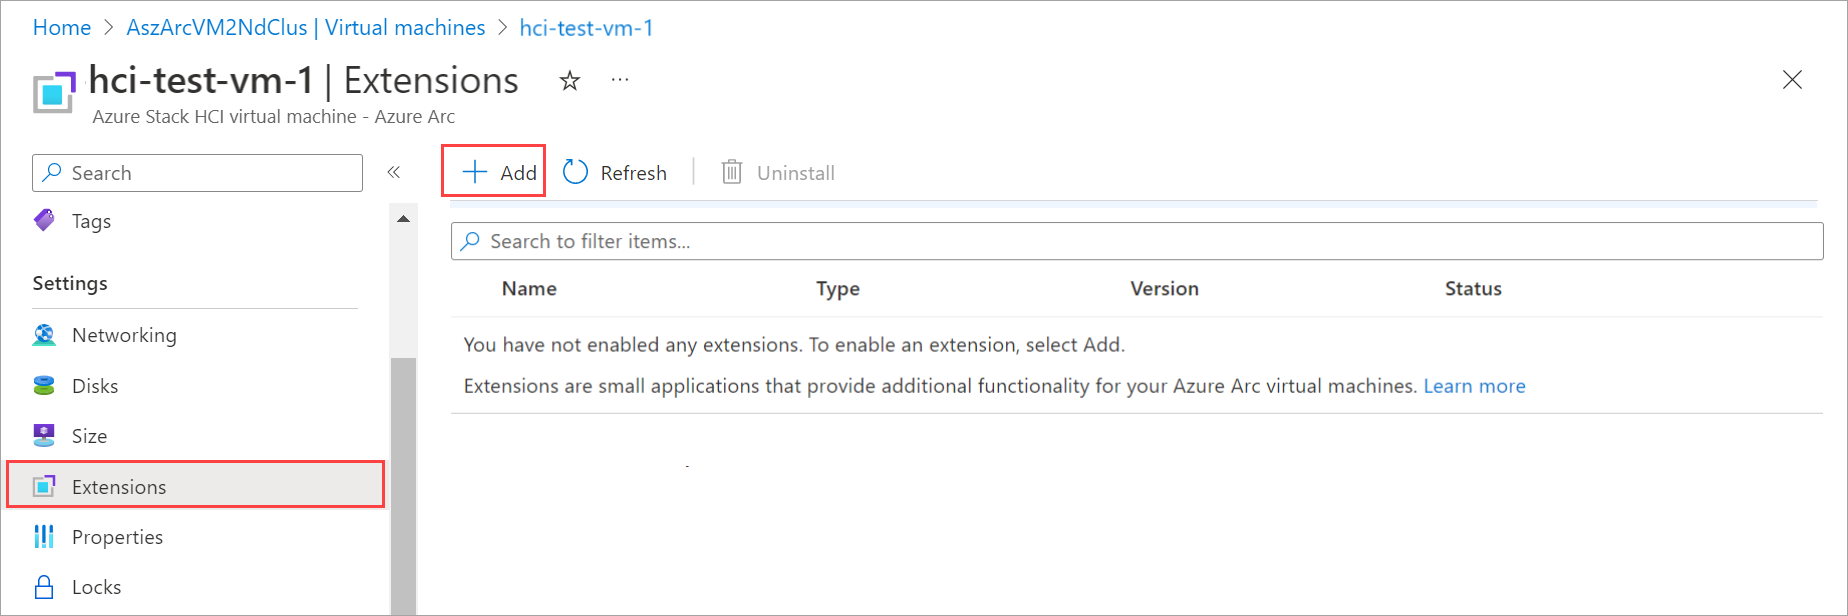 Home > AszArcVM2NdClus | Virtual machines > hci-test-vm-1
hci-test-vm-1 | Extensions
Azure Stack HCI virtual machine - Azure Arc
Search
Add Refresh Uninstall
Tags
Search to filter items...
Settings
Name Type Version Status
Networking
You have not enabled any extensions. To enable an extension, select Add.
Disks
Extensions are small applications that provide additional functionality for your Azure Arc virtual machines. Learn more
Size
Extensions
Properties
Locks